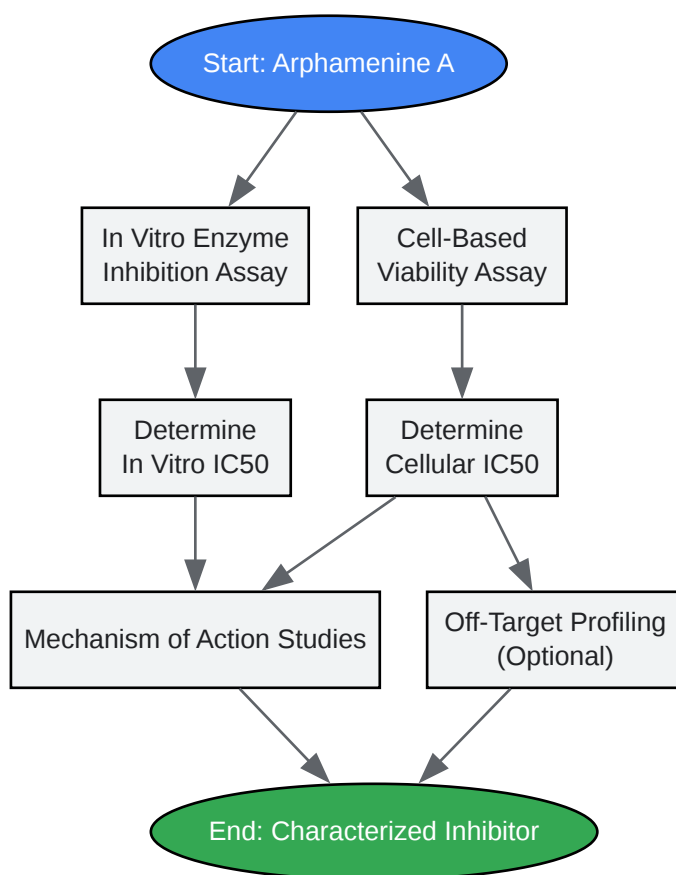 Start: Arphamenine A
In Vitro Enzyme
Inhibition Assay
Cell-Based
Viability Assay
Determine
In Vitro IC50
Determine
Cellular IC50
Mechanism of Action Studies
Off-Target Profiling
(Optional)
End: Characterized Inhibitor